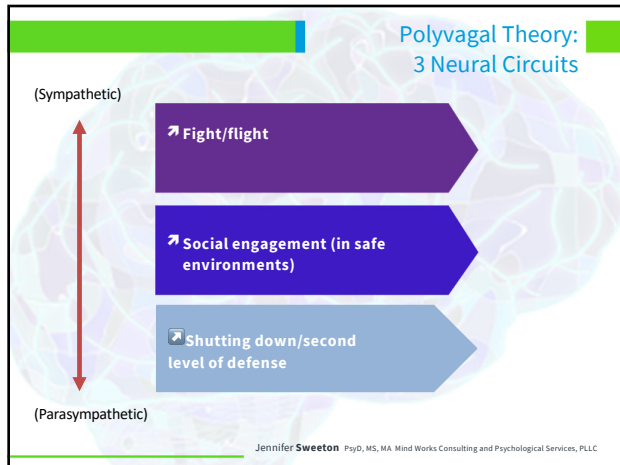 Polyvagal Theory:
3 Neural Circuits
(Sympathetic)
Fight/flight
Social engagement (in safe
environments)
Shutting down/second
level of defense
(Parasympathetic)
Jennifer Sweeton PsyD, MS, MA Mind Works Consulting and Psychological Services, PLLC